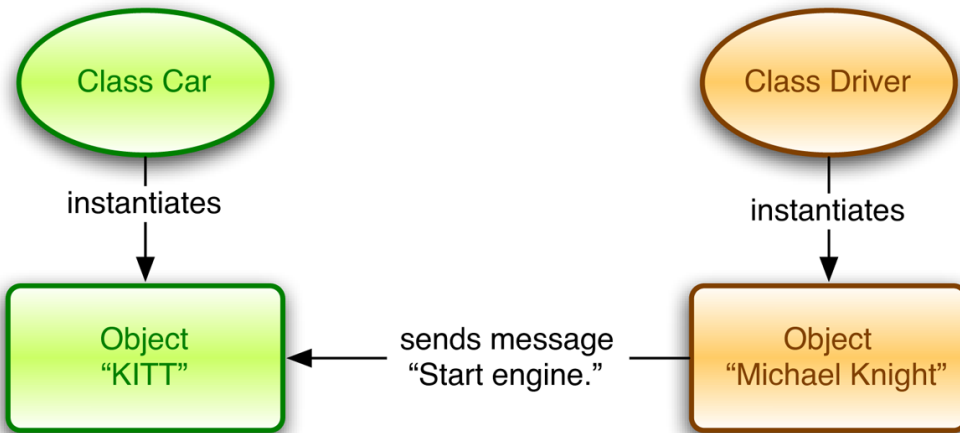 Class Car
Class Driver
instantiates
instantiates
Object
“KITT”
sends message
“Start engine.”
Object
“Michael Knight”